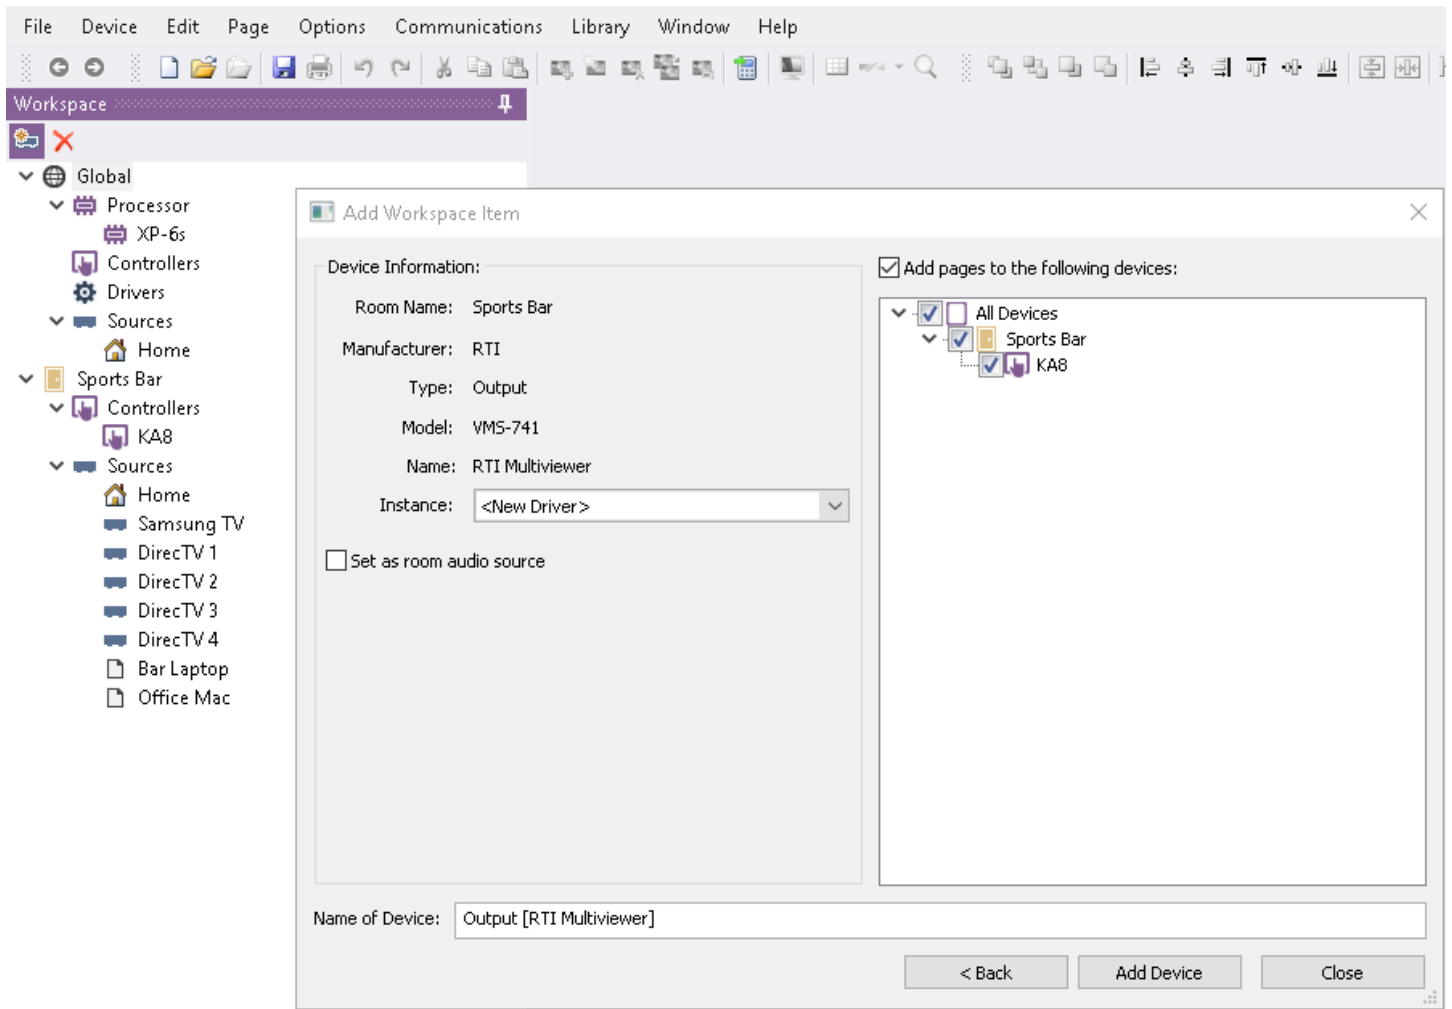 File Device Edit Page Options Communications Library Window Help
Workspace
Global
Processor
XP-6s
Controllers
Drivers
Sources
Home
Sports Bar
Controllers
KA8
Sources
Home
Samsung TV
DirecTV 1
DirecTV 2
DirecTV 3
DirecTV 4
Bar Laptop
Office Mac
Add Workspace Item
Device Information:
Room Name: Sports Bar
Manufacturer: RTI
Type: Output
Model: VMS-741
Name: RTI Multiviewer
Instance: <New Driver>
Set as room audio source
Add pages to the following devices:
All Devices
Sports Bar
KA8
Name of Device: Output [RTI Multiviewer]
< Back Add Device Close